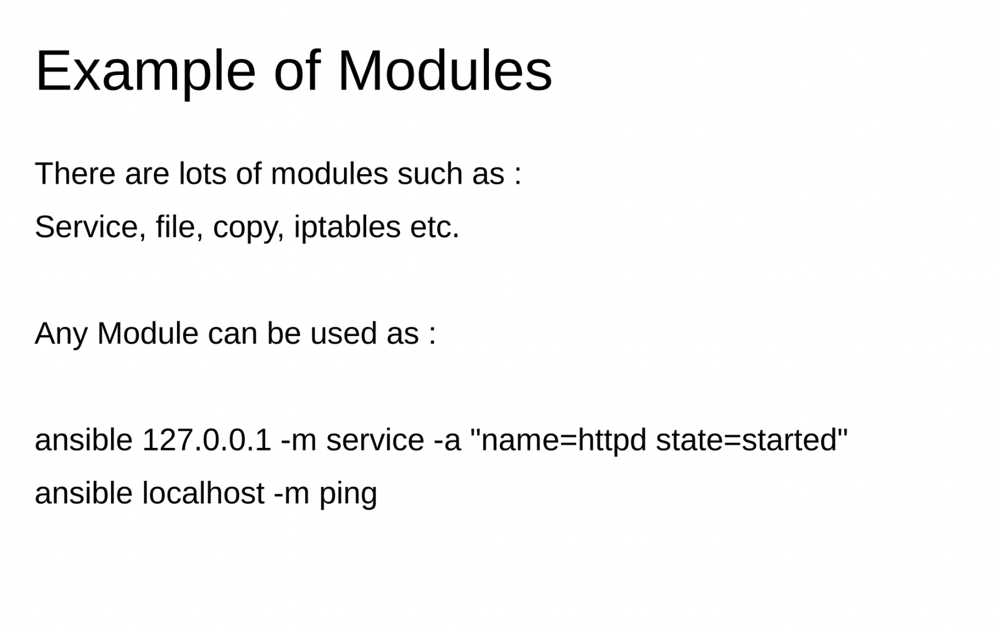 Example of Modules
There are lots of modules such as :
Service, file, copy, iptables etc.
Any Module can be used as :
ansible 127.0.0.1 -m service -a "name=httpd state=started"
ansible localhost -m ping